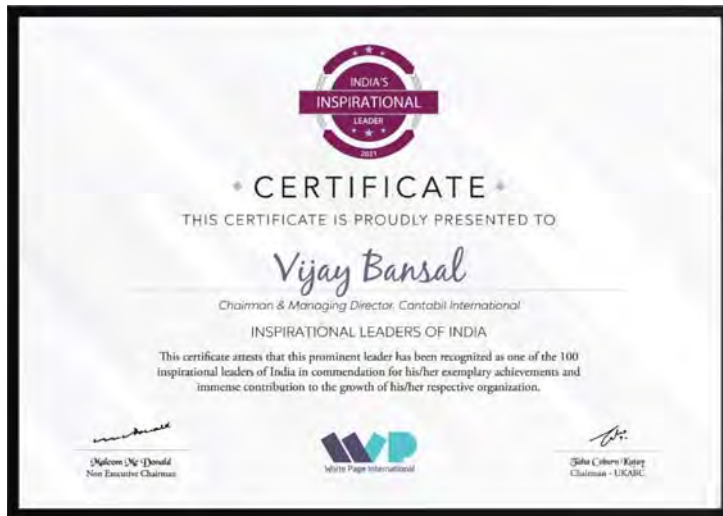 INDIA'S
INSPIRATIONAL
LEADER
2021
CERTIFICATE
THIS CERTIFICATE IS PROUDLY PRESENTED TO
Vijay Bansal
Chairman & Managing Director, Cantabil International
INSPIRATIONAL LEADERS OF INDIA
This certificate attests that this prominent leader has been recognized as one of the 100
inspirational leaders of India in commendation for his/her exemplary achievements and
immense contribution to the growth of his/her respective organization.
Malcom Mc Donald
Non Executive Chairman
WP
White Page International
Chairman - UKABC